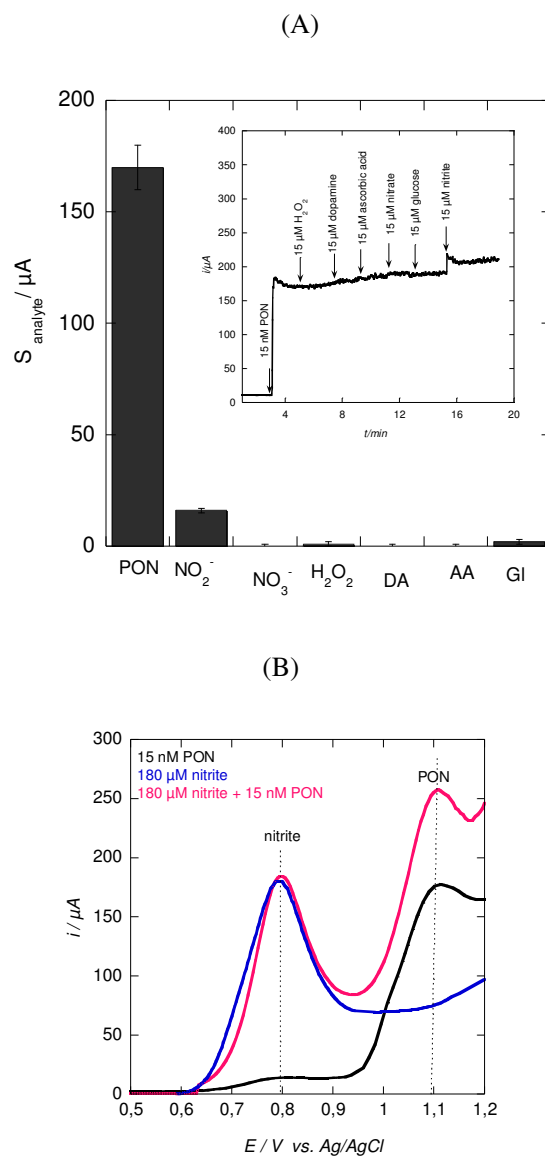 (A)
200
150
100
50
0
S analyte / μA
PON
NO2-
NO3-
H2O2
DA
AA
Gl
400
350
300
250
200
150
100
50
0
i/μA
15 nM PON
15 μM H2O2
15 μM dopamine
15 μM ascorbic acid
15 μM nitrate
15 μM glucose
15 μM nitrite
4 8 12 16 20
t/min
(B)
300
250
200
150
100
50
0
i / μA
15 nM PON
180 μM nitrite
180 μM nitrite + 15 nM PON
nitrite
PON
0,5 0,6 0,7 0,8 0,9 1 1,1 1,2
E / V vs. Ag/AgCl